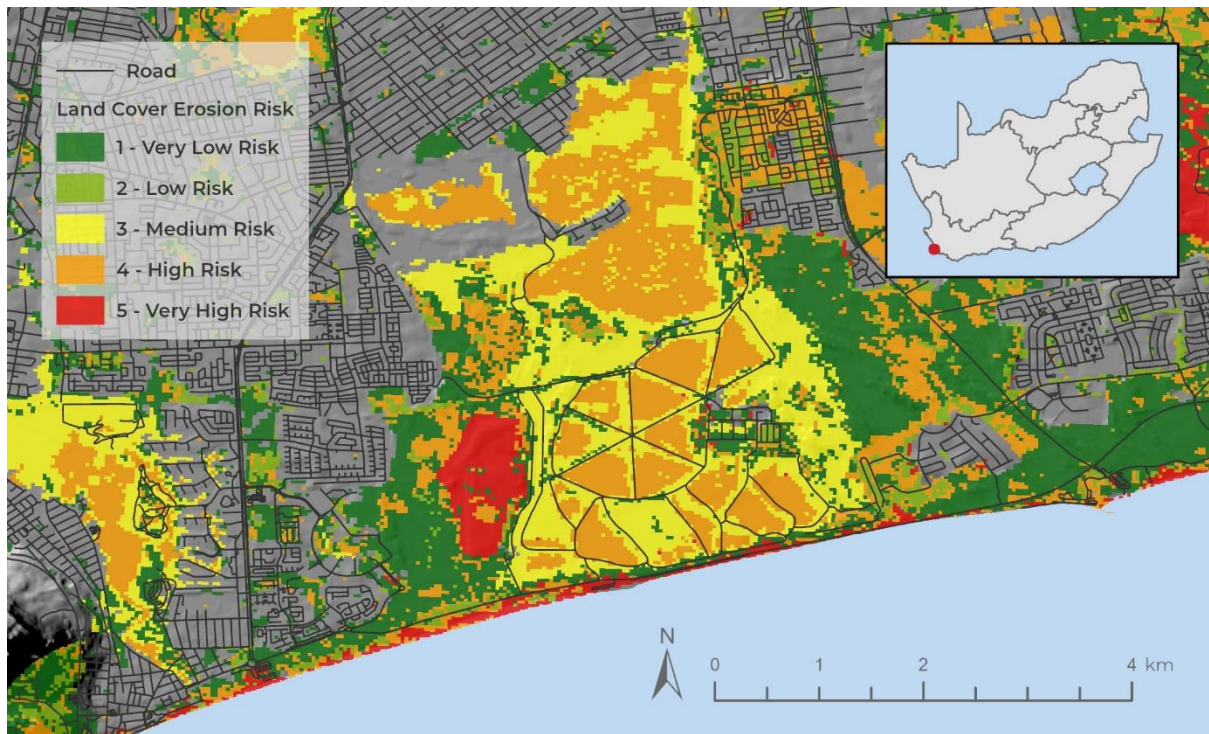 Road
Land Cover Erosion Risk
1 - Very Low Risk
2 - Low Risk
3 - Medium Risk
4 - High Risk
5 - Very High Risk
N
0 1 2 4 km